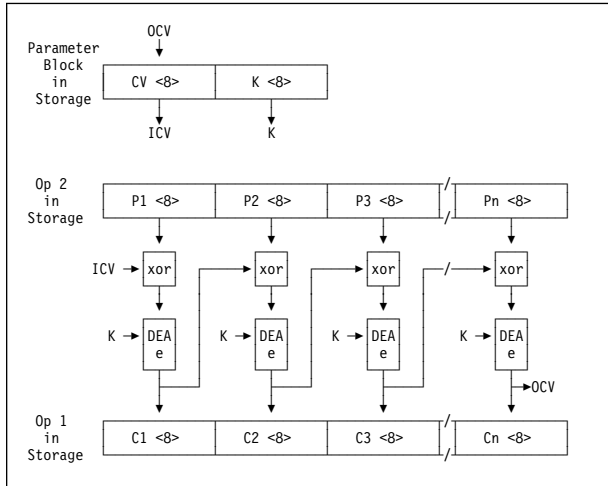 OCV
Parameter
Block
in
Storage
CV <8> K <8>
ICV K
Op 2
in
Storage
P1 <8> P2 <8> P3 <8> / Pn <8>
/
ICV xor xor xor / xor
K DEA K DEA K DEA K DEA
e e e e
OCV
Op 1
in
Storage
/
C1 <8> C2 <8> C3 <8> Cn <8>
/